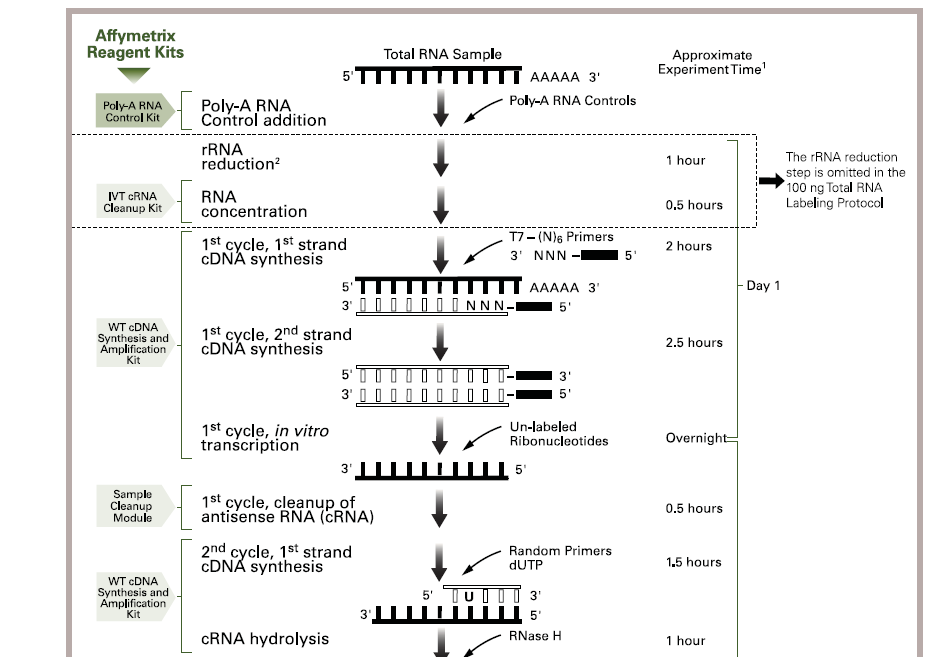 Affymetrix
Reagent Kits
Total RNA Sample
Approximate
Experiment Time¹
5' AAAAA 3'
Poly-A RNA
Control Kit
Poly-A RNA
Control addition
Poly-A RNA Controls
rRNA
reduction²
1 hour
The rRNA reduction
step is omitted in the
100 ng Total RNA
Labeling Protocol
IVT cRNA
Cleanup Kit
RNA
concentration
0.5 hours
1st cycle, 1st strand
cDNA synthesis
T7 – (N)₆ Primers
3' NNN – 5'
2 hours
5' AAAAA 3'
3' N N N – 5'
Day 1
WT cDNA
Synthesis and
Amplification
Kit
1st cycle, 2nd strand
cDNA synthesis
2.5 hours
5' – 3'
3' – 5'
1st cycle, in vitro
transcription
Un-labeled
Ribonucleotides
Overnight
3' 5'
Sample
Cleanup
Module
1st cycle, cleanup of
antisense RNA (cRNA)
0.5 hours
2nd cycle, 1st strand
cDNA synthesis
Random Primers
dUTP
1.5 hours
WT cDNA
Synthesis and
Amplification
Kit
5' U 3'
3' 5'
cRNA hydrolysis
RNase H
1 hour